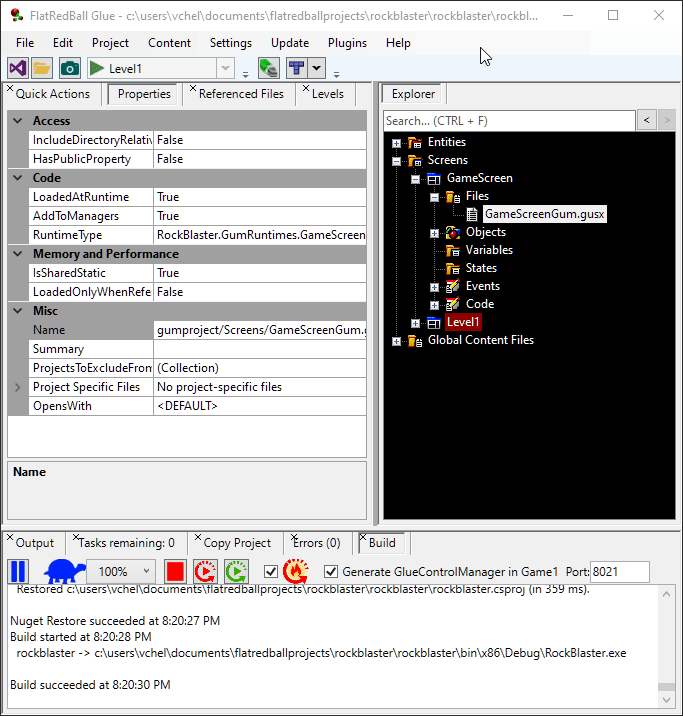 FlatRedBall Glue - c:\users\vchel\documents\flatredballprojects\rockblaster\rockblaster\rockbl...
File Edit Project Content Settings Update Plugins Help
Level1
Quick Actions Properties Referenced Files Levels
Access
IncludeDirectoryRelativ False
HasPublicProperty False
Code
LoadedAtRuntime True
AddToManagers True
RuntimeType RockBlaster.GumRuntimes.GameScreen
Memory and Performance
IsSharedStatic True
LoadedOnlyWhenRefe False
Misc
Name gumproject/Screens/GameScreenGum.g
Summary
ProjectsToExcludeFrom (Collection)
Project Specific Files No project-specific files
OpensWith <DEFAULT>
Name
Explorer
Search... (CTRL + F) < >
Entities
Screens
GameScreen
Files
GameScreenGum.gusx
Objects
Variables
States
Events
Code
Level1
Global Content Files
Output Tasks remaining: 0 Copy Project Errors (0) Build
100% Generate GlueControlManager in Game1 Port: 8021
Restored c:\users\vchel\documents\flatredballprojects\rockblaster\rockblaster\rockblaster.csproj (in 359 ms).
Nuget Restore succeeded at 8:20:27 PM
Build started at 8:20:28 PM
rockblaster -> c:\users\vchel\documents\flatredballprojects\rockblaster\rockblaster\bin\x86\Debug\RockBlaster.exe
Build succeeded at 8:20:30 PM